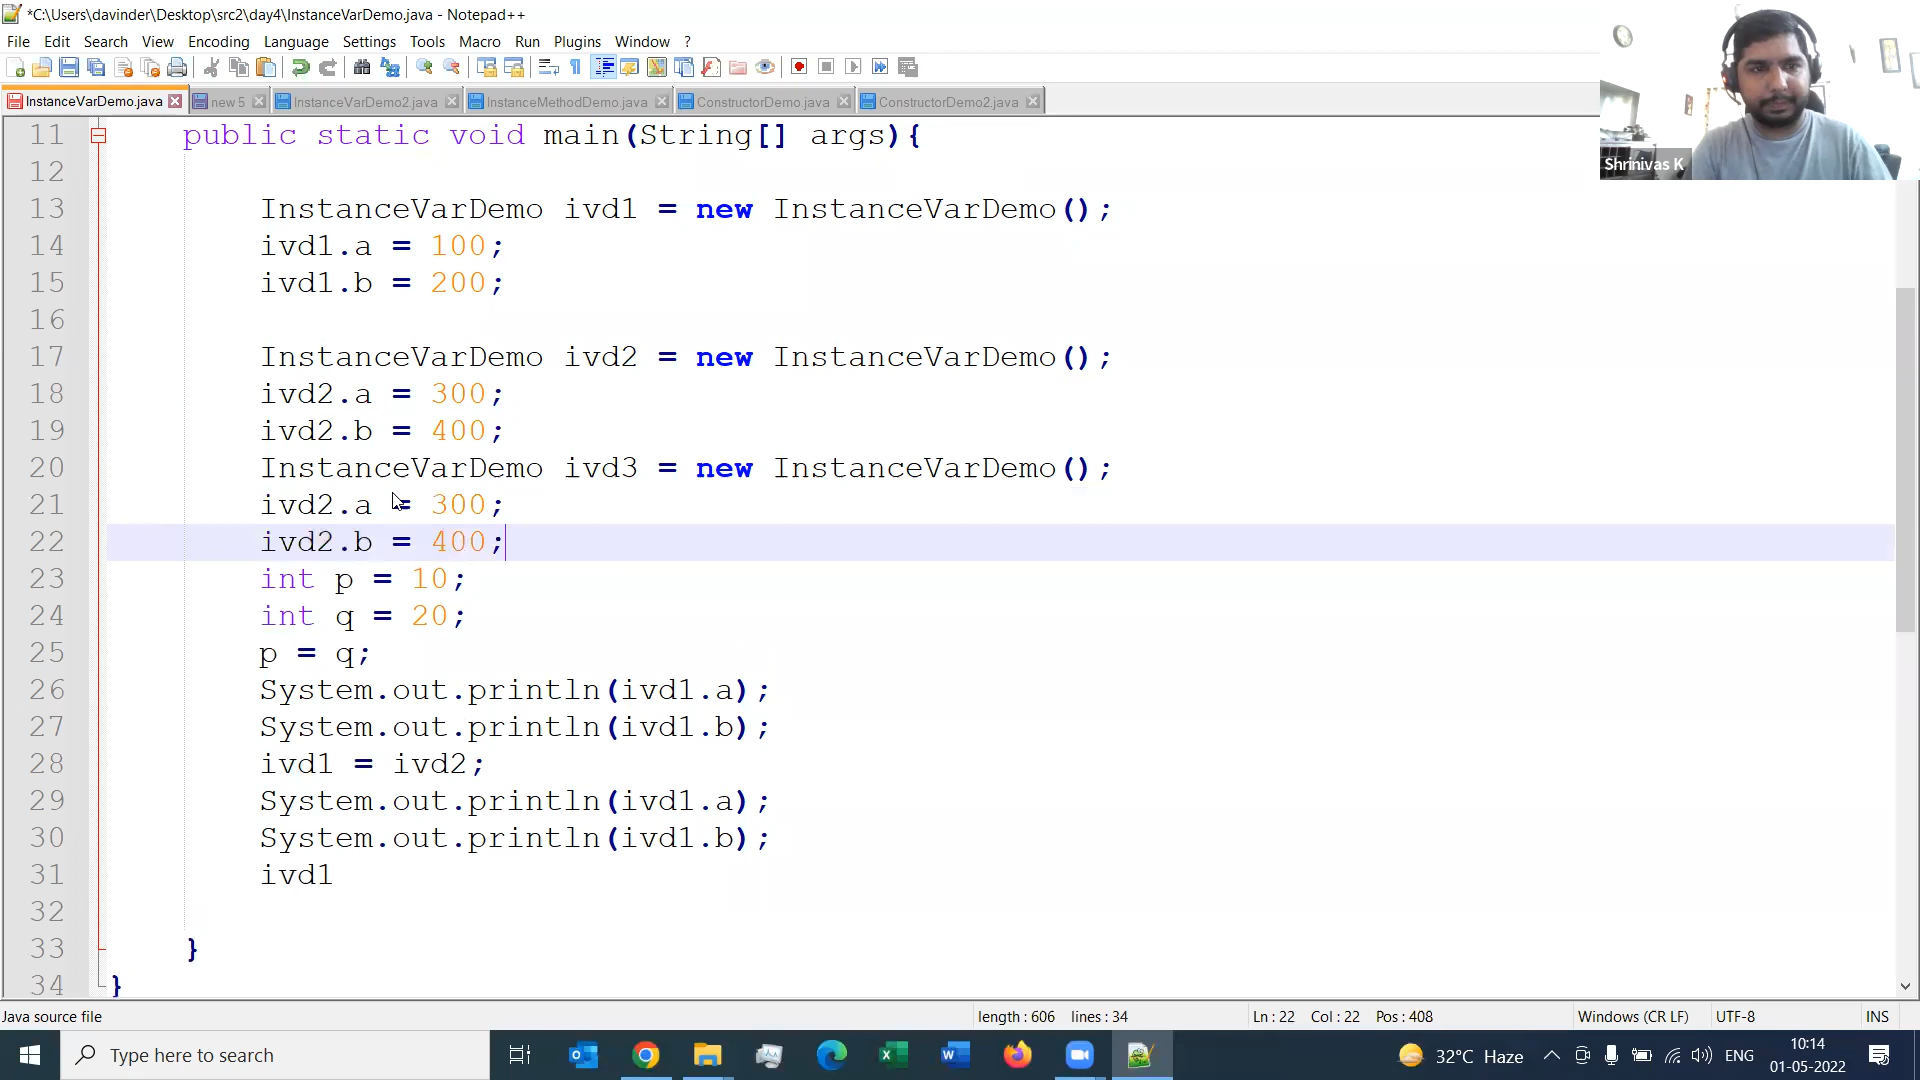 *C:\Users\davinder\Desktop\src2\day4\InstanceVarDemo.java - Notepad++
File Edit Search View Encoding Language Settings Tools Macro Run Plugins Window ?
InstanceVarDemo.java new 5 InstanceVarDemo2.java InstanceMethodDemo.java ConstructorDemo.java ConstructorDemo2.java
Shrinivas K
11 public static void main(String[] args){
12
13 InstanceVarDemo ivd1 = new InstanceVarDemo();
14 ivd1.a = 100;
15 ivd1.b = 200;
16
17 InstanceVarDemo ivd2 = new InstanceVarDemo();
18 ivd2.a = 300;
19 ivd2.b = 400;
20 InstanceVarDemo ivd3 = new InstanceVarDemo();
21 ivd2.a = 300;
22 ivd2.b = 400;
23 int p = 10;
24 int q = 20;
25 p = q;
26 System.out.println(ivd1.a);
27 System.out.println(ivd1.b);
28 ivd1 = ivd2;
29 System.out.println(ivd1.a);
30 System.out.println(ivd1.b);
31 ivd1
32
33 }
34 }
Java source file length : 606 lines : 34 Ln : 22 Col : 22 Pos : 408 Windows (CR LF) UTF-8 INS
Type here to search 32°C Haze ENG 10:14
01-05-2022